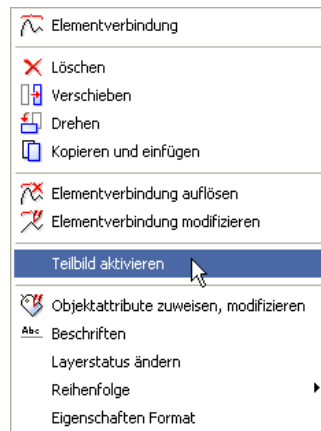 Elementverbindung
Löschen
Verschieben
Drehen
Kopieren und einfügen
Elementverbindung auflösen
Elementverbindung modifizieren
Teilbild aktivieren
Objektattribute zuweisen, modifizieren
Abc Beschriften
Layerstatus ändern
Reihenfolge
Eigenschaften Format